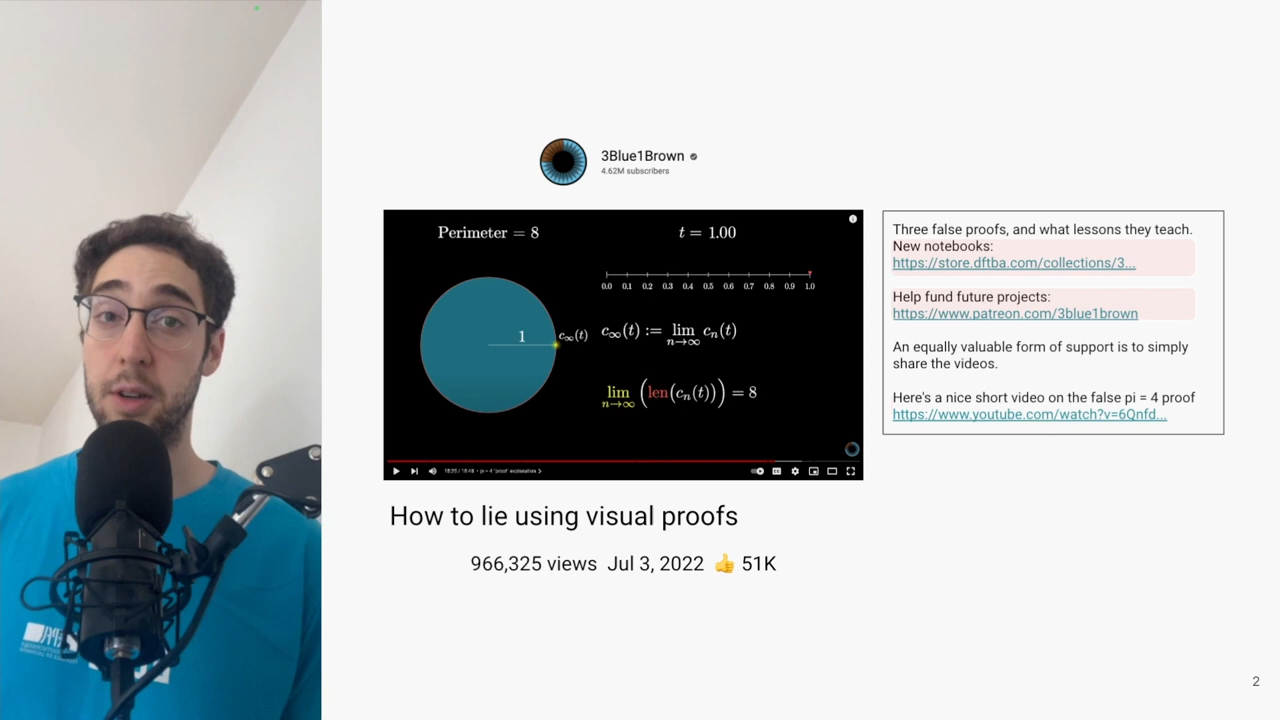 3Blue1Brown
4.62M subscribers
Perimeter = 8
t = 1.00
0.0 0.1 0.2 0.3 0.4 0.5 0.6 0.7 0.8 0.9 1.0
1
c∞(t)
c∞(t) := lim n→∞ cn(t)
lim n→∞ (len(cn(t))) = 8
How to lie using visual proofs
966,325 views Jul 3, 2022 👍 51K
Three false proofs, and what lessons they teach.
New notebooks:
https://store.dftba.com/collections/3...
Help fund future projects:
https://www.patreon.com/3blue1brown
An equally valuable form of support is to simply
share the videos.
Here's a nice short video on the false pi = 4 proof
https://www.youtube.com/watch?v=6Qnfd...
2